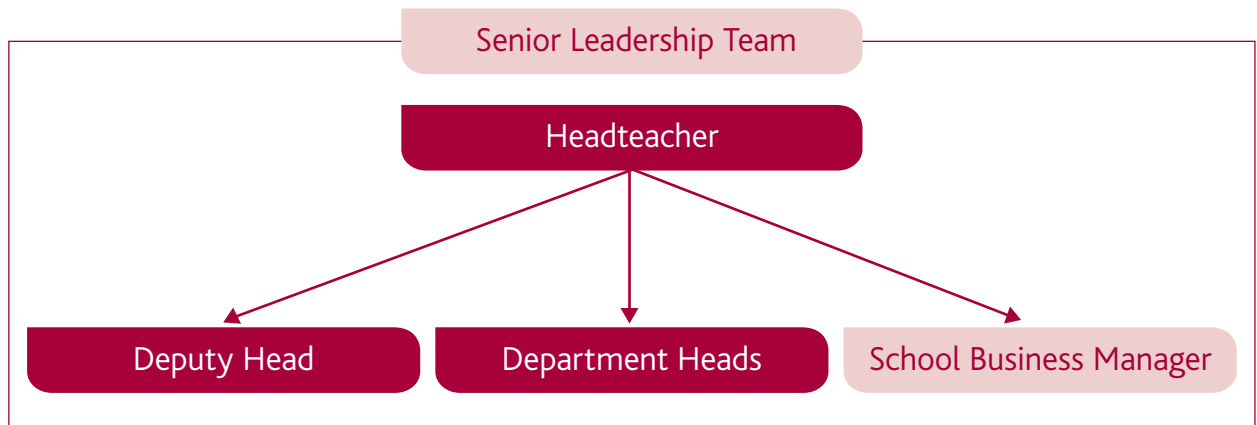 Senior Leadership Team
Headteacher
Deputy Head
Department Heads
School Business Manager